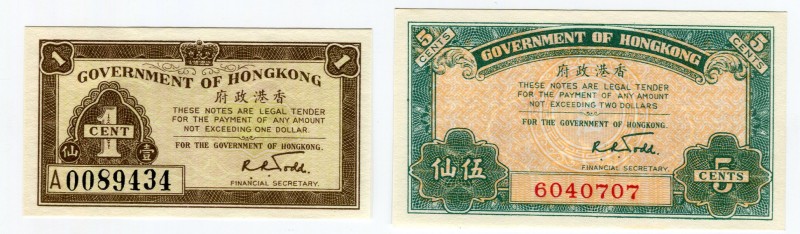 1 1
GOVERNMENT OF HONGKONG
府政港香
THESE NOTES ARE LEGAL TENDER
FOR THE PAYMENT OF ANY AMOUNT
NOT EXCEEDING ONE DOLLAR.
FOR THE GOVERNMENT OF HONGKONG.
1
CENT
仙 壹
R.R. Todd.
A 0089434
FINANCIAL SECRETARY.
5 CENTS 5 CENTS
GOVERNMENT OF HONGKONG
府政港香
THESE NOTES ARE LEGAL TENDER
FOR THE PAYMENT OF ANY AMOUNT
NOT EXCEEDING TWO DOLLARS
FOR THE GOVERNMENT OF HONGKONG.
R.R. Todd.
仙伍
FINANCIAL SECRETARY.
6040707
5
CENTS